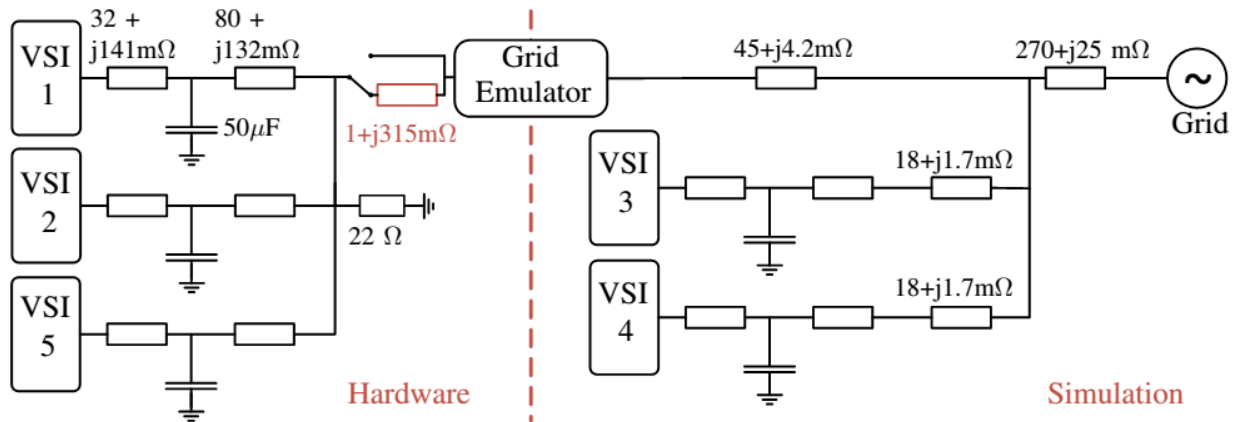 VSI
1
32 +
j141mΩ
80 +
j132mΩ
50μF
1+j315mΩ
Grid
Emulator
45+j4.2mΩ
270+j25 mΩ
~
Grid
VSI
2
22 Ω
VSI
3
18+j1.7mΩ
VSI
5
VSI
4
18+j1.7mΩ
Hardware
Simulation